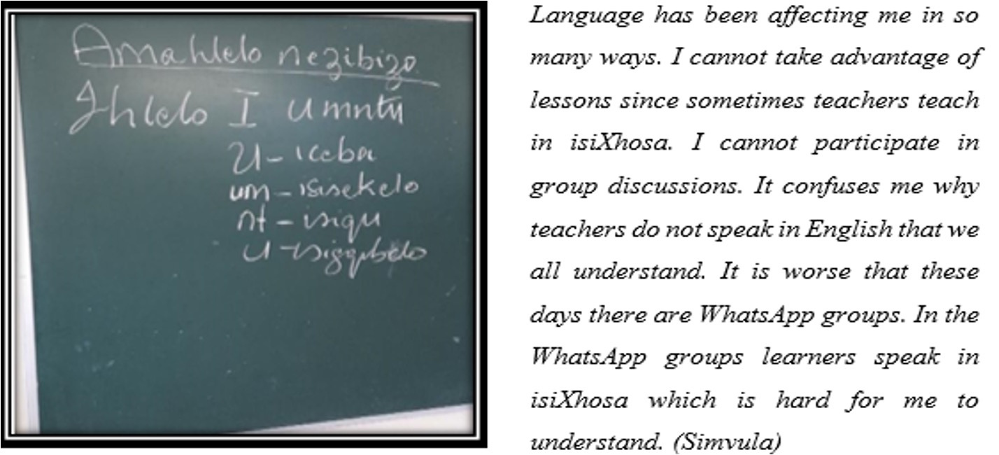 Amahlelo nezibizo
Ihlelo I umntu
U - iceba
um - isisekelo
nt - isiqu
U - isigqibelo
Language has been affecting me in so
many ways. I cannot take advantage of
lessons since sometimes teachers teach
in isiXhosa. I cannot participate in
group discussions. It confuses me why
teachers do not speak in English that we
all understand. It is worse that these
days there are WhatsApp groups. In the
WhatsApp groups learners speak in
isiXhosa which is hard for me to
understand. (Simvula)